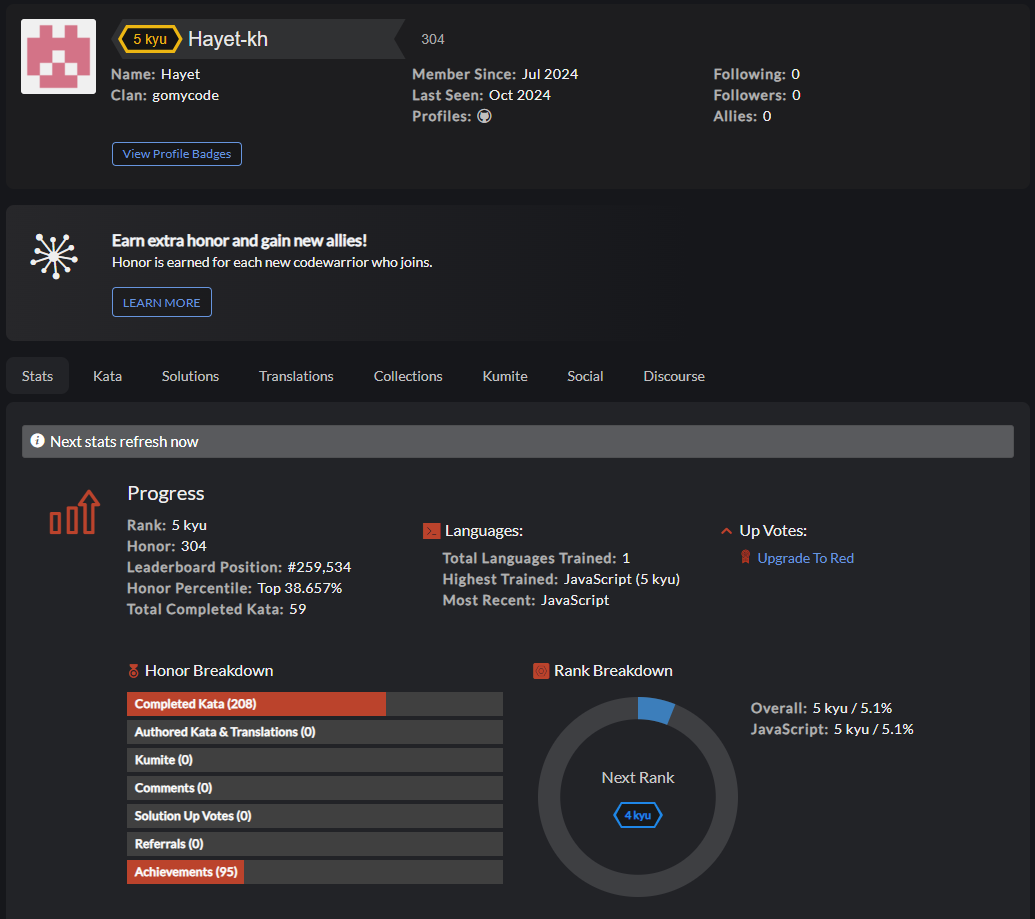 5 kyu Hayet-kh 304
Name: Hayet
Clan: gomycode
Member Since: Jul 2024
Last Seen: Oct 2024
Profiles:
Following: 0
Followers: 0
Allies: 0
View Profile Badges
Earn extra honor and gain new allies!
Honor is earned for each new codewarrior who joins.
LEARN MORE
Stats Kata Solutions Translations Collections Kumite Social Discourse
Next stats refresh now
Progress
Rank: 5 kyu
Honor: 304
Leaderboard Position: #259,534
Honor Percentile: Top 38.657%
Total Completed Kata: 59
Languages:
Total Languages Trained: 1
Highest Trained: JavaScript (5 kyu)
Most Recent: JavaScript
Up Votes:
Upgrade To Red
Honor Breakdown
Completed Kata (208)
Authored Kata & Translations (0)
Kumite (0)
Comments (0)
Solution Up Votes (0)
Referrals (0)
Achievements (95)
Rank Breakdown
Next Rank
4 kyu
Overall: 5 kyu / 5.1%
JavaScript: 5 kyu / 5.1%